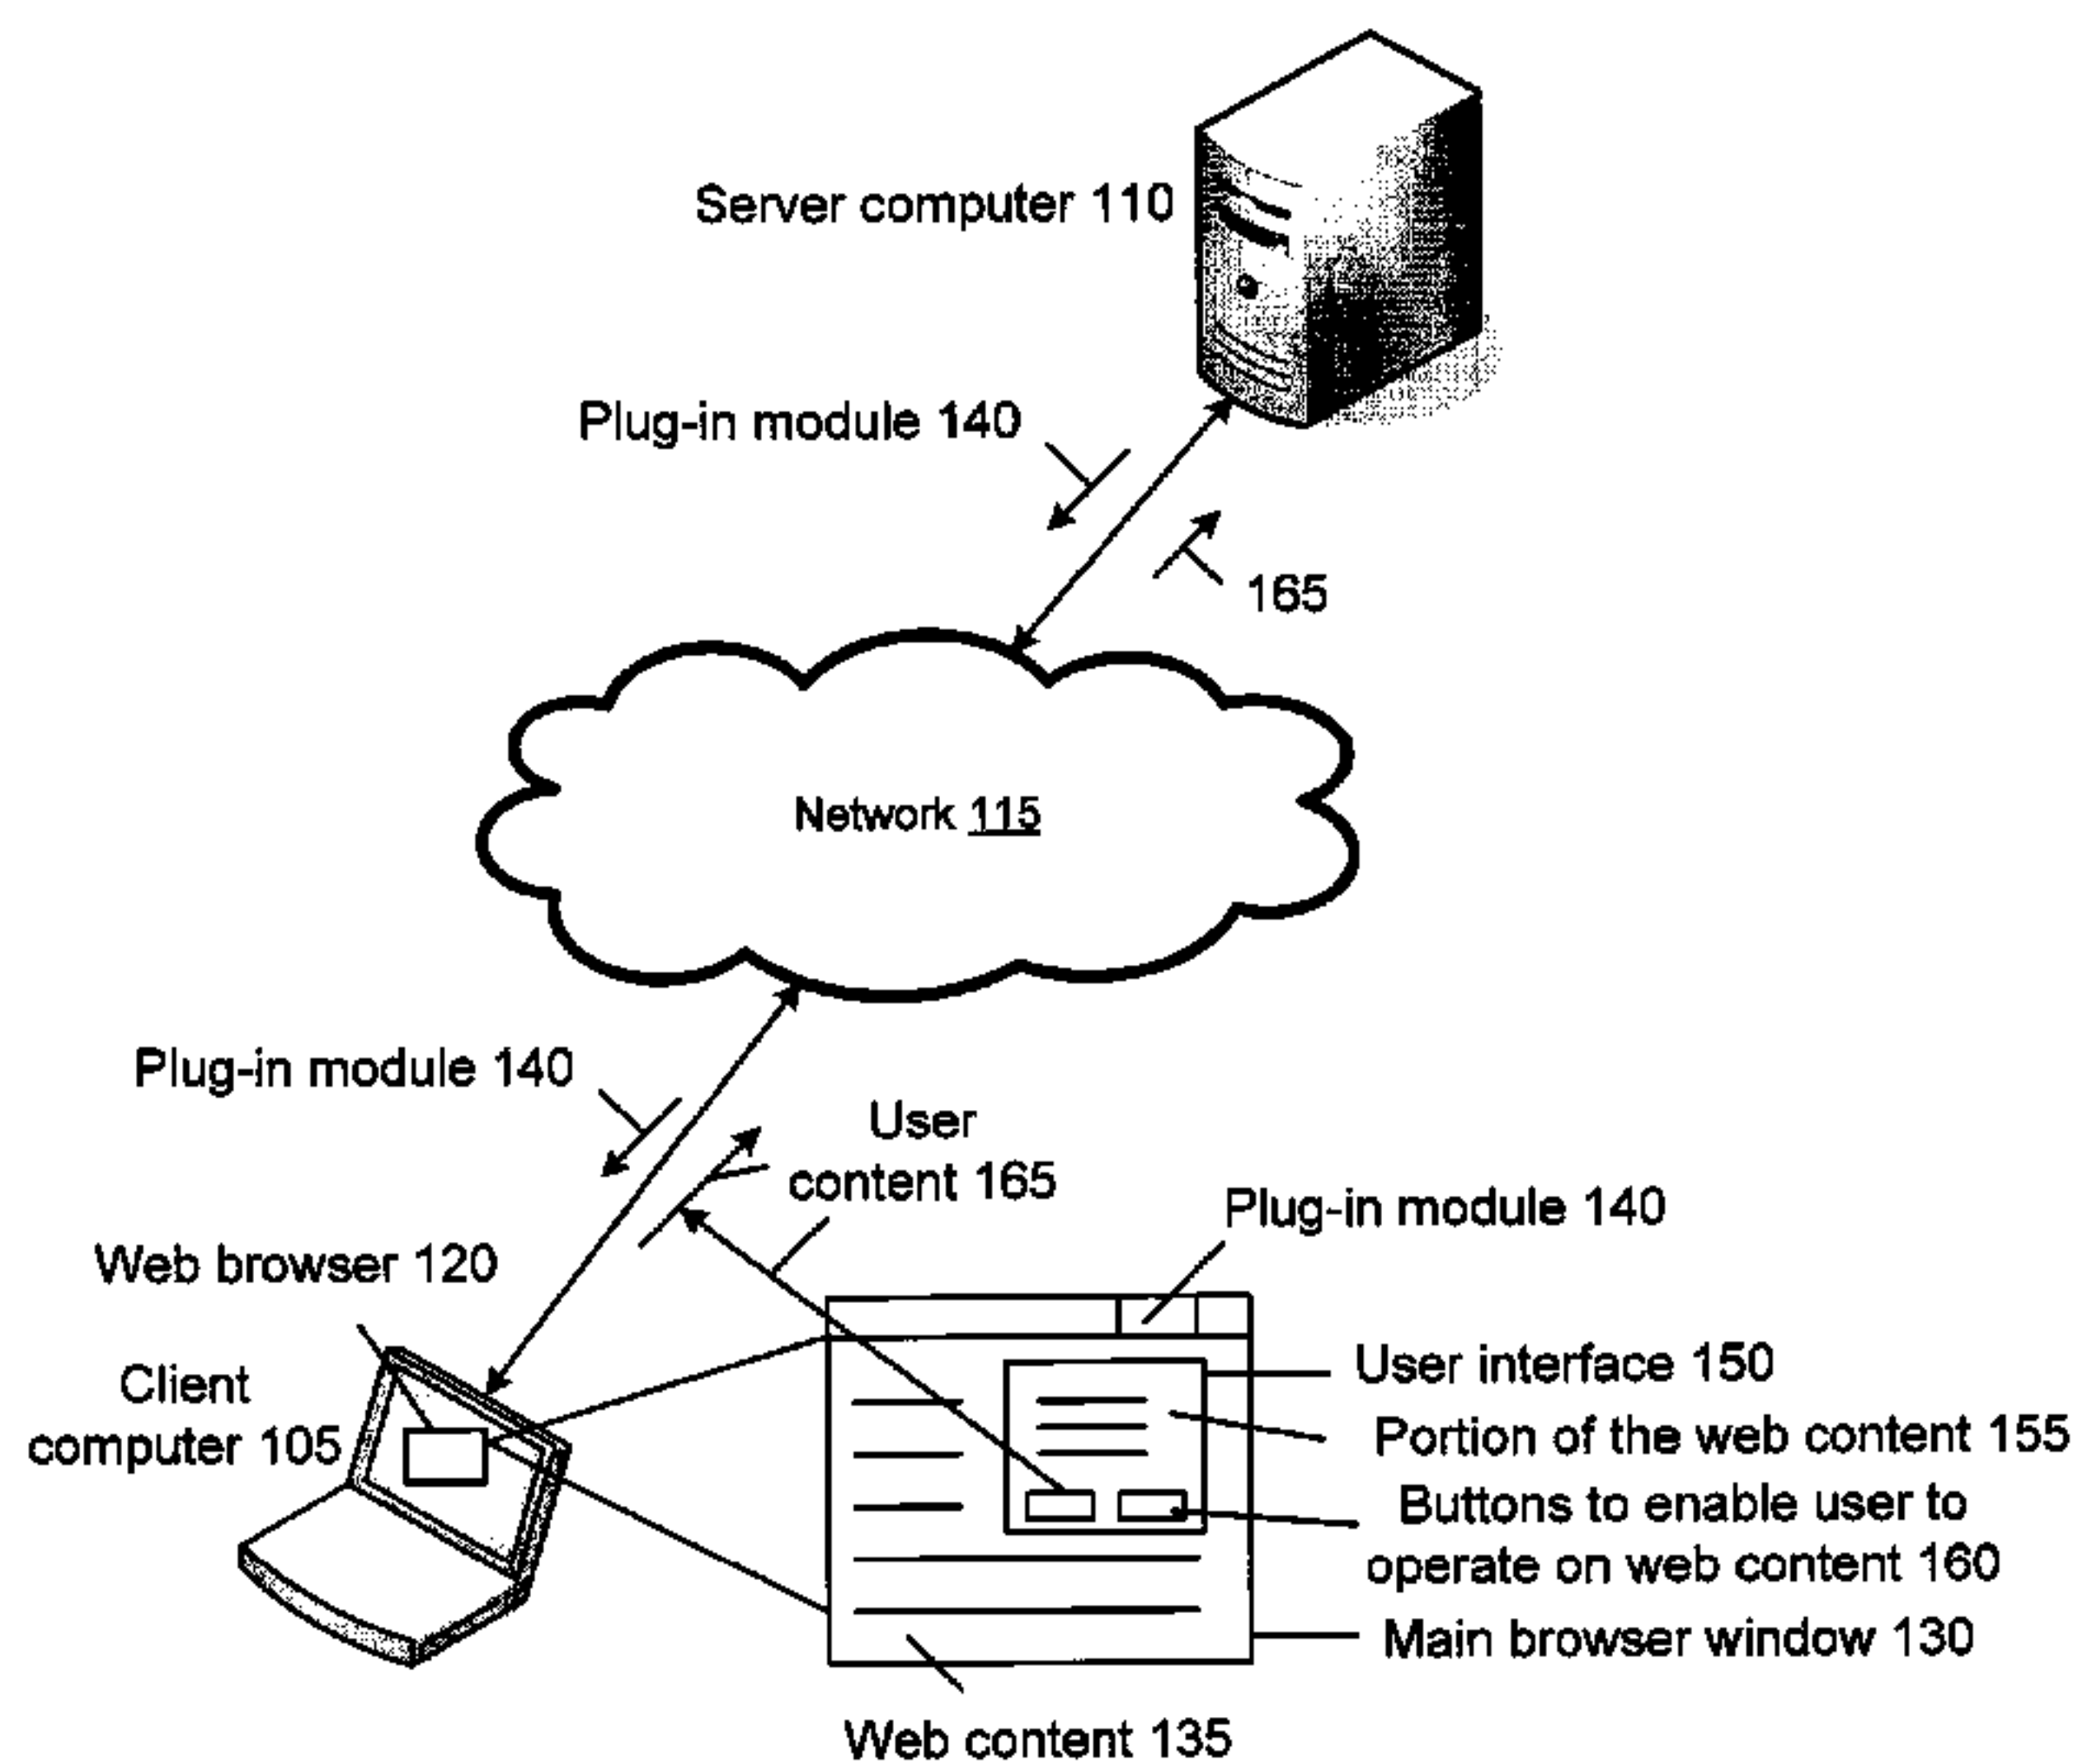 Server computer 110
Plug-in module 140
165
Network 115
Plug-in module 140
User
content 165
Plug-in module 140
Web browser 120
Client
computer 105
User interface 150
Portion of the web content 155
Buttons to enable user to
operate on web content 160
Main browser window 130
Web content 135